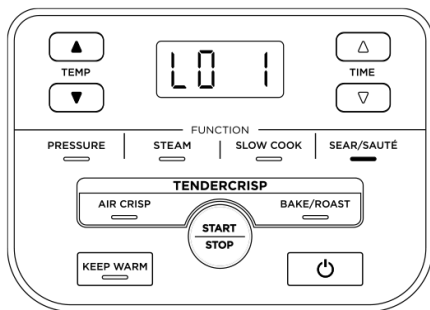 LO 1
TEMP
TIME
FUNCTION
PRESSURE STEAM SLOW COOK SEAR/SAUTÉ
TENDERCRISP
AIR CRISP BAKE/ROAST
START
STOP
KEEP WARM